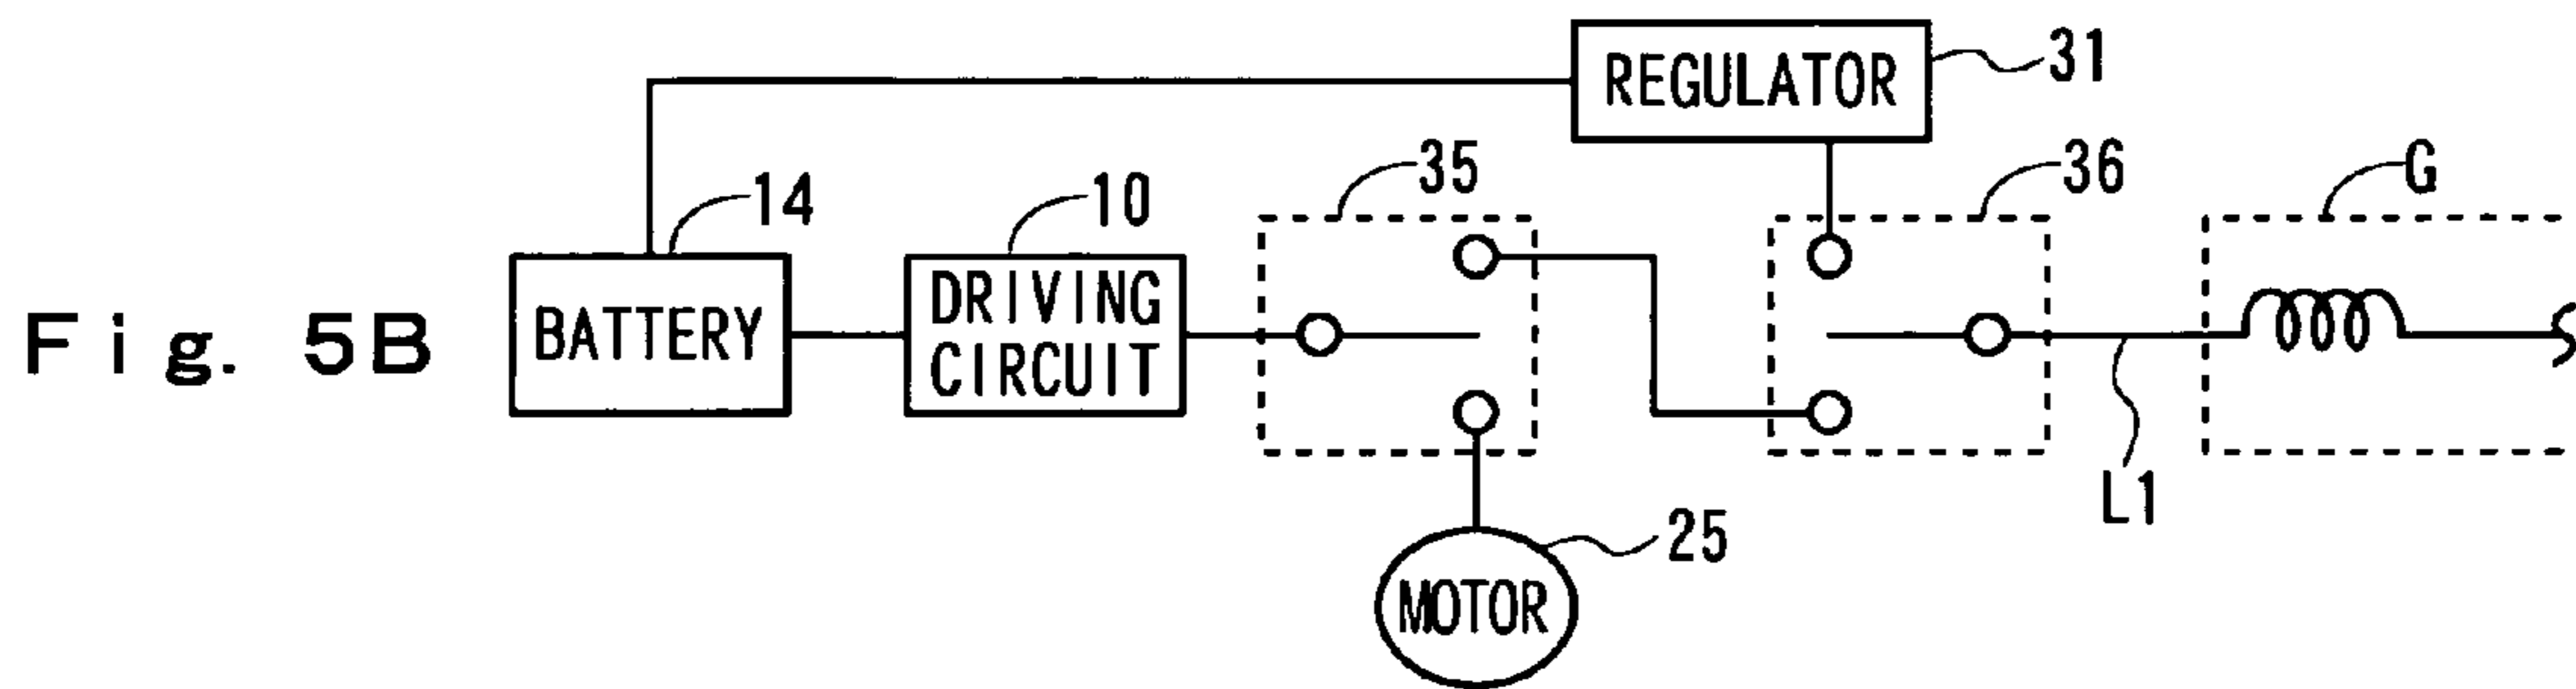 REGULATOR
31
14
10
35
36
G
Fig. 5B
BATTERY
DRIVING
CIRCUIT
L1
25
MOTOR